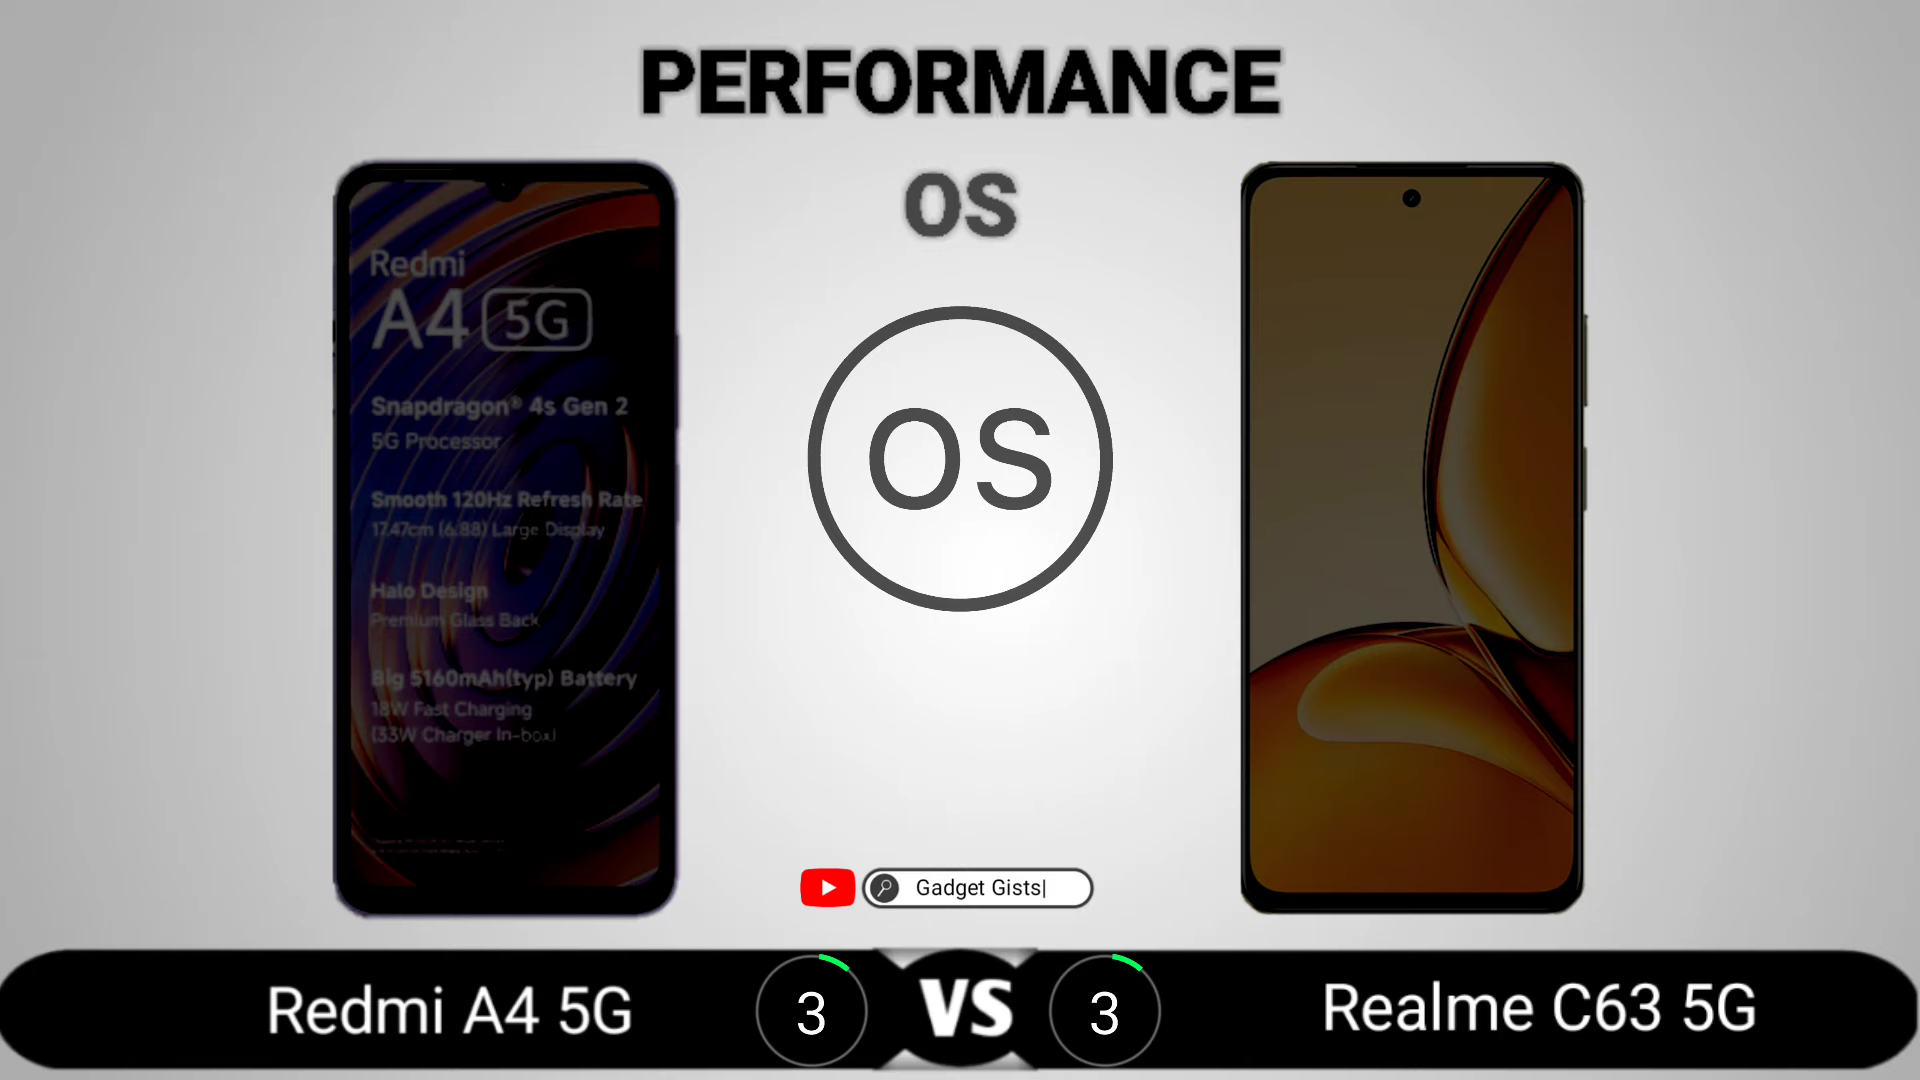 PERFORMANCE
OS
Redmi
A4 5G
Snapdragon® 4s Gen 2
5G Processor
Smooth 120Hz Refresh Rate
17.47cm (6.88) Large Display
Halo Design
Premium Glass Back
Big 5160mAh(typ) Battery
18W Fast Charging
(33W Charger In-box)
OS
Gadget Gists|
Redmi A4 5G
3
VS
3
Realme C63 5G